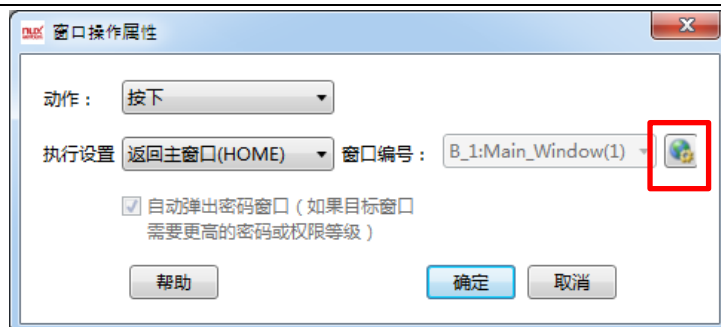 窗口操作属性
动作：
按下
执行设置 返回主窗口(HOME) 窗口编号： B_1:Main_Window(1)
自动弹出密码窗口（如果目标窗口
需要更高的密码或权限等级）
帮助 确定 取消